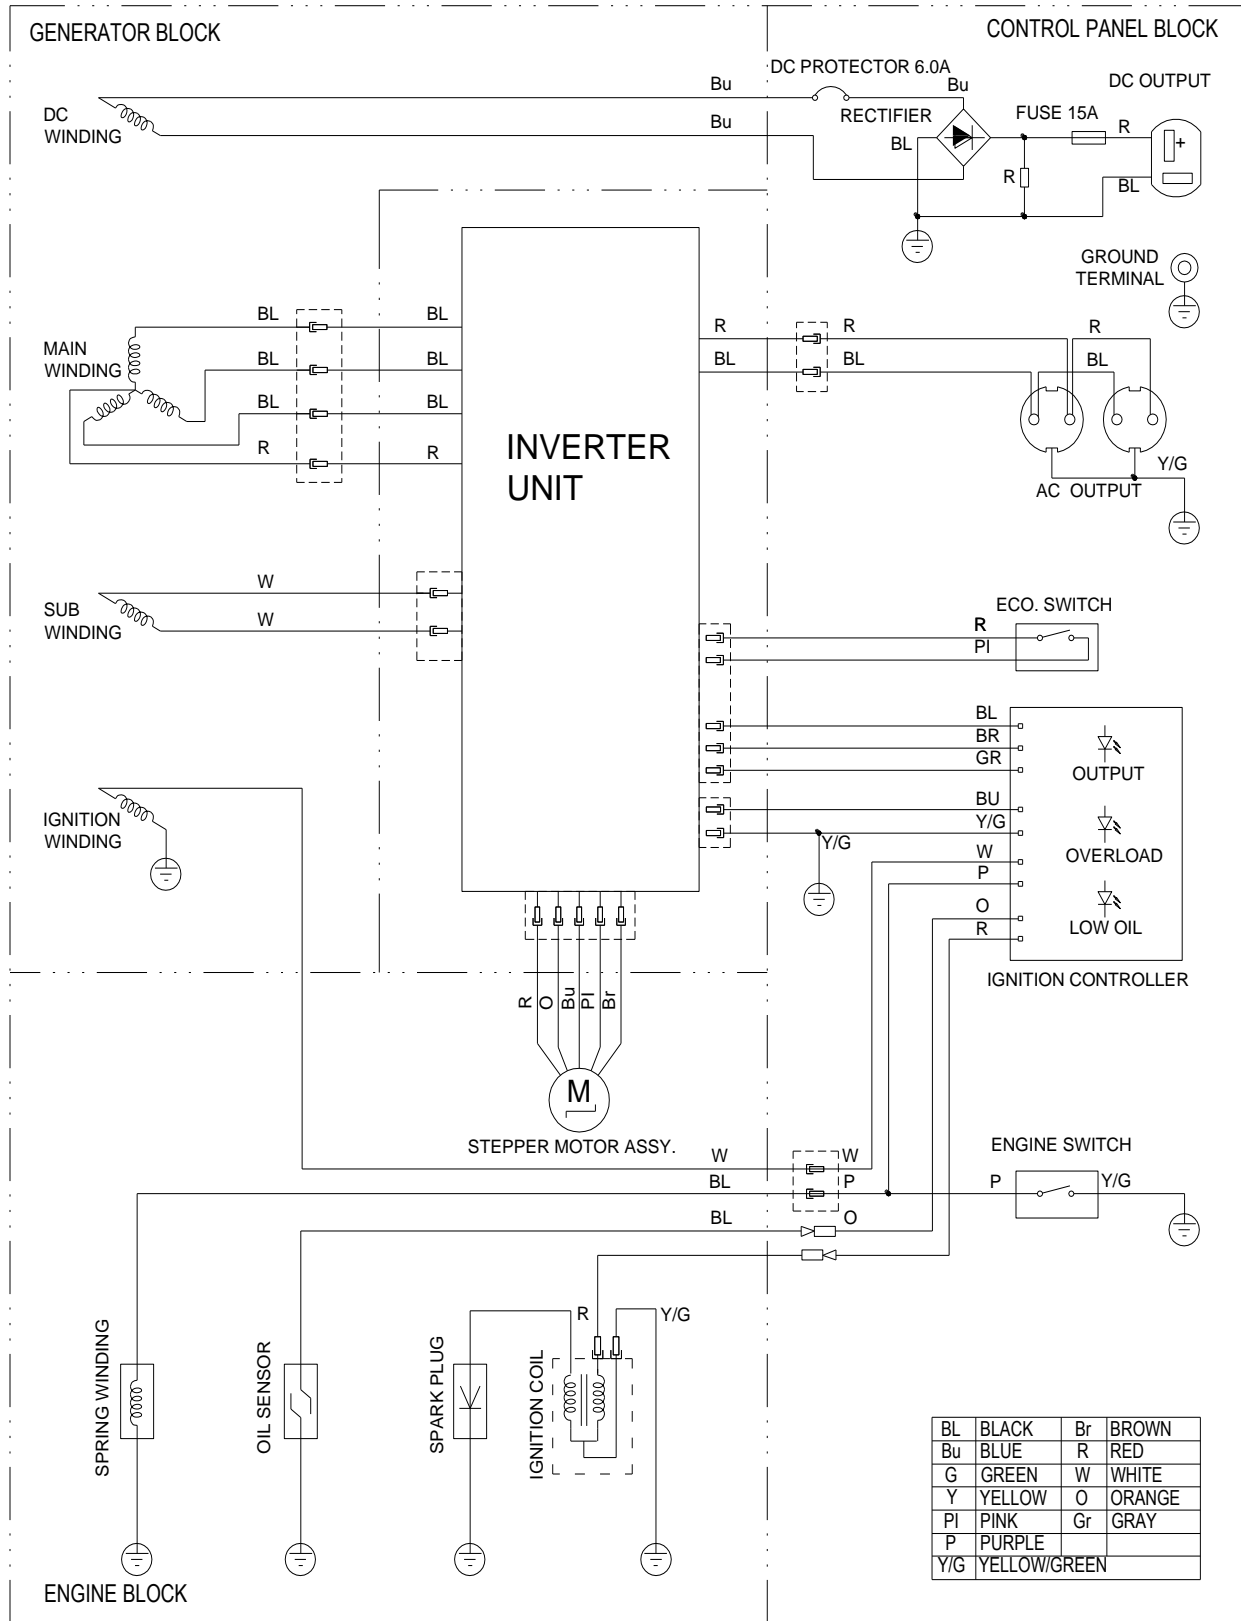 GENERATOR BLOCK
CONTROL PANEL BLOCK
DC PROTECTOR 6.0A
DC OUTPUT
Bu
Bu
RECTIFIER
FUSE 15A
DC
WINDING
Bu
BL
R
+
R
BL
GROUND
TERMINAL
BL
BL
R
R
R
MAIN
WINDING
BL
BL
BL
BL
BL
BL
BL
R
R
INVERTER
UNIT
Y/G
AC OUTPUT
W
SUB
WINDING
W
ECO. SWITCH
R
PI
BL
BR
GR
OUTPUT
IGNITION
WINDING
BU
Y/G
Y/G
OVERLOAD
W
P
O
R
LOW OIL
IGNITION CONTROLLER
R
O
Bu
PI
Br
M
STEPPER MOTOR ASSY.
ENGINE SWITCH
W
W
BL
P
P
Y/G
BL
O
R
Y/G
SPRING WINDING
OIL SENSOR
SPARK PLUG
IGNITION COIL
BL BLACK Br BROWN
Bu BLUE R RED
G GREEN W WHITE
Y YELLOW O ORANGE
PI PINK Gr GRAY
P PURPLE
Y/G YELLOW/GREEN
ENGINE BLOCK